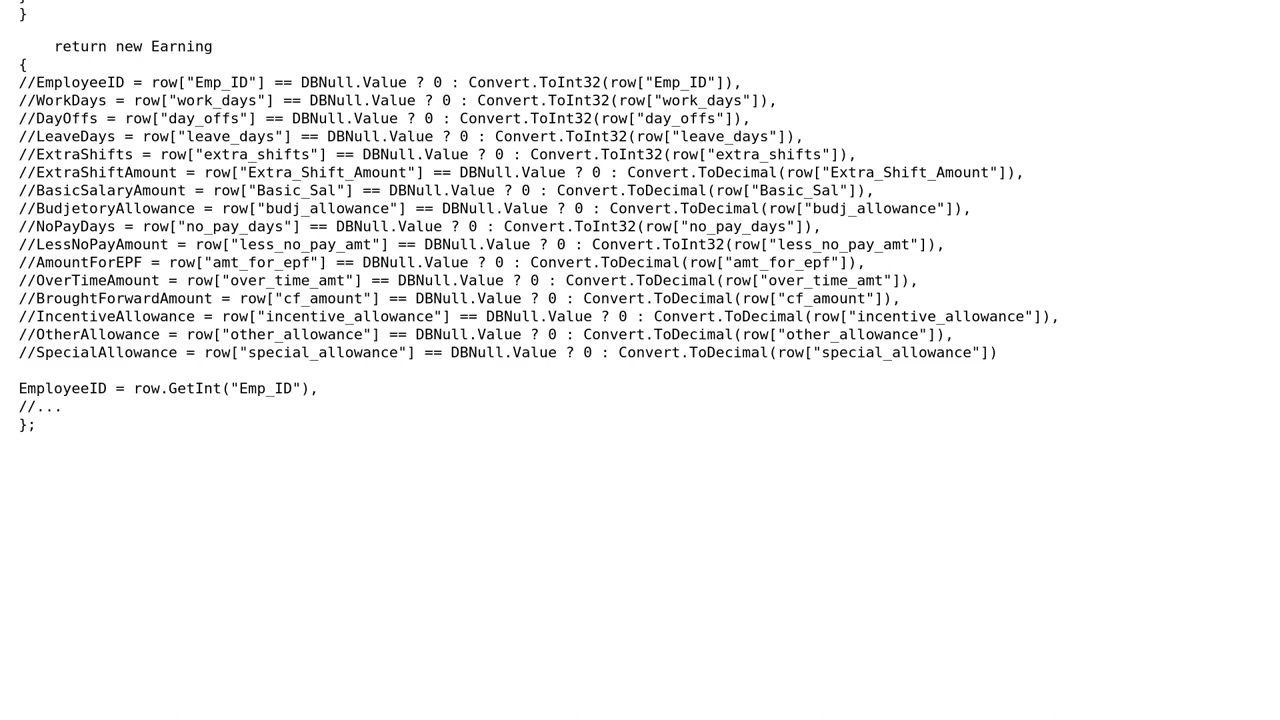 }
    return new Earning
{
//EmployeeID = row["Emp_ID"] == DBNull.Value ? 0 : Convert.ToInt32(row["Emp_ID"]),
//WorkDays = row["work_days"] == DBNull.Value ? 0 : Convert.ToInt32(row["work_days"]),
//DayOffs = row["day_offs"] == DBNull.Value ? 0 : Convert.ToInt32(row["day_offs"]),
//LeaveDays = row["leave_days"] == DBNull.Value ? 0 : Convert.ToInt32(row["leave_days"]),
//ExtraShifts = row["extra_shifts"] == DBNull.Value ? 0 : Convert.ToInt32(row["extra_shifts"]),
//ExtraShiftAmount = row["Extra_Shift_Amount"] == DBNull.Value ? 0 : Convert.ToDecimal(row["Extra_Shift_Amount"]),
//BasicSalaryAmount = row["Basic_Sal"] == DBNull.Value ? 0 : Convert.ToDecimal(row["Basic_Sal"]),
//BudjetoryAllowance = row["budj_allowance"] == DBNull.Value ? 0 : Convert.ToDecimal(row["budj_allowance"]),
//NoPayDays = row["no_pay_days"] == DBNull.Value ? 0 : Convert.ToInt32(row["no_pay_days"]),
//LessNoPayAmount = row["less_no_pay_amt"] == DBNull.Value ? 0 : Convert.ToInt32(row["less_no_pay_amt"]),
//AmountForEPF = row["amt_for_epf"] == DBNull.Value ? 0 : Convert.ToDecimal(row["amt_for_epf"]),
//OverTimeAmount = row["over_time_amt"] == DBNull.Value ? 0 : Convert.ToDecimal(row["over_time_amt"]),
//BroughtForwardAmount = row["cf_amount"] == DBNull.Value ? 0 : Convert.ToDecimal(row["cf_amount"]),
//IncentiveAllowance = row["incentive_allowance"] == DBNull.Value ? 0 : Convert.ToDecimal(row["incentive_allowance"]),
//OtherAllowance = row["other_allowance"] == DBNull.Value ? 0 : Convert.ToDecimal(row["other_allowance"]),
//SpecialAllowance = row["special_allowance"] == DBNull.Value ? 0 : Convert.ToDecimal(row["special_allowance"])
EmployeeID = row.GetInt("Emp_ID"),
//...
};